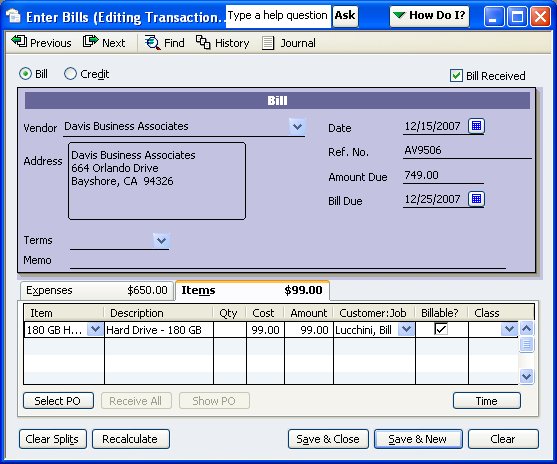 Enter Bills (Editing Transaction. Type a help question Ask How Do I?
Previous Next Find History Journal
Bill Credit Bill Received
Bill
Vendor Davis Business Associates Date 12/15/2007
Ref. No. AV9506
Address Davis Business Associates
664 Orlando Drive
Bayshore, CA 94326
Amount Due 749.00
Bill Due 12/25/2007
Terms
Memo
Expenses $650.00 Items $99.00
Item Description Qty Cost Amount Customer:Job Billable? Class
180 GB H... Hard Drive - 180 GB 99.00 99.00 Lucchini, Bill
Select PO Receive All Show PO Time
Clear Splits Recalculate Save & Close Save & New Clear